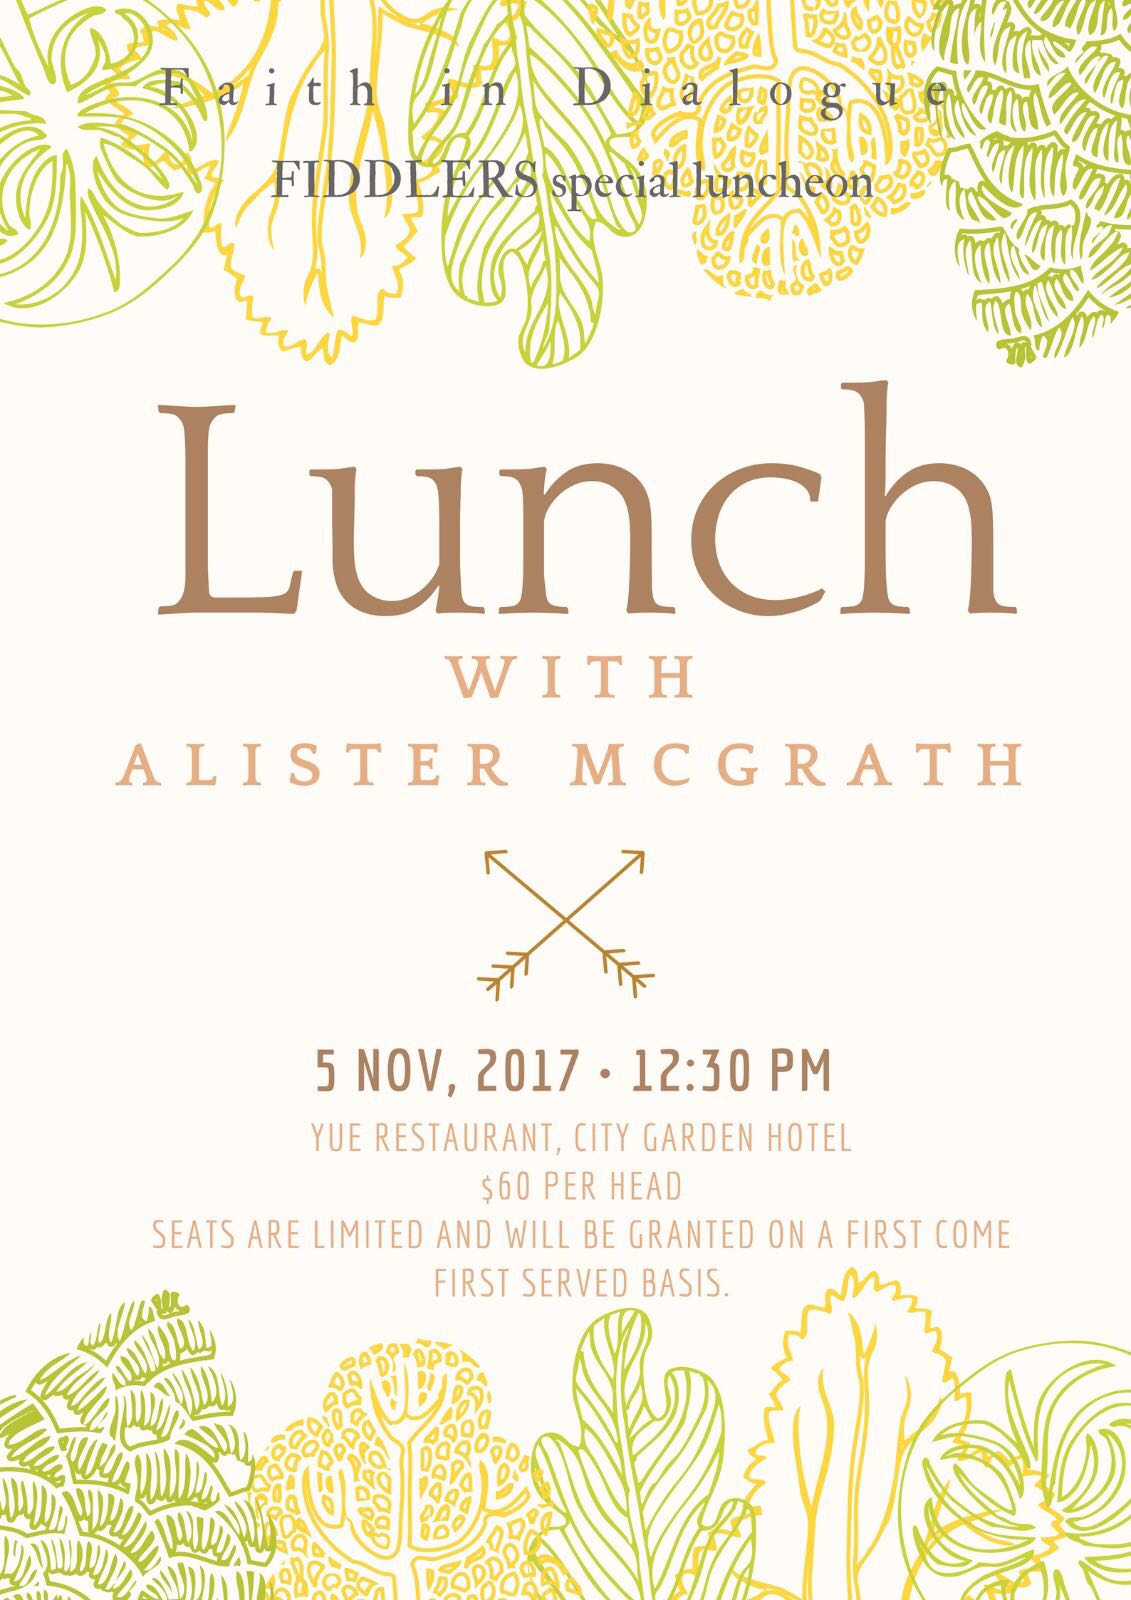 Faith in Dialogue
FIDDLERS special luncheon
Lunch
WITH
ALISTER MCGRATH
5 NOV, 2017 • 12:30 PM
YUE RESTAURANT, CITY GARDEN HOTEL
$60 PER HEAD
SEATS ARE LIMITED AND WILL BE GRANTED ON A FIRST COME
FIRST SERVED BASIS.